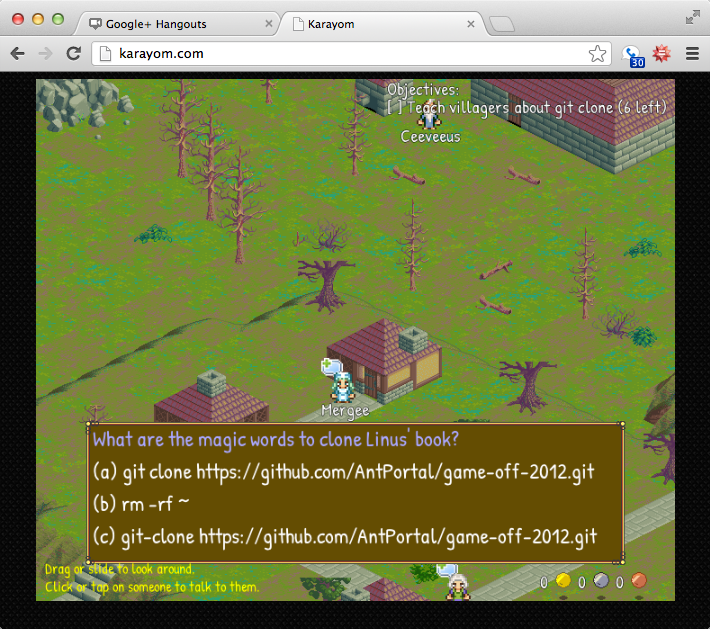 Google+ Hangouts
Karayom
karayom.com
30
Objectives:
[ ] Teach villagers about git clone (6 left)
Ceeveeus
Mergee
What are the magic words to clone Linus' book?
(a) git clone https://github.com/AntPortal/game-off-2012.git
(b) rm -rf ~
(c) git-clone https://github.com/AntPortal/game-off-2012.git
Drag or slide to look around.
Click or tap on someone to talk to them.
0 0 0